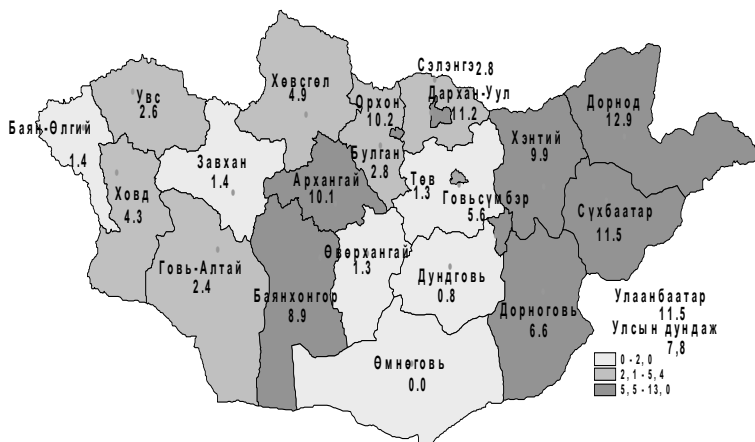 Сэлэнгэ 2.8
Хөвсгөл
4.9
Увс
2.6
Орхон
10.2
Дархан-Уул
11.2
Дорнод
12.9
Баян-Өлгий
1.4
Завхан
1.4
Булган
2.8
Хэнтий
9.9
Ховд
4.3
Архангай
10.1
Төв
1.3
Говьсүмбэр
5.6
Сүхбаатар
11.5
Говь-Алтай
2.4
Баянхонгор
8.9
Өвөрхангай
1.3
Дундговь
0.8
Дорноговь
6.6
Улаанбаатар
11.5
Улсын дундаж
7,8
Өмнөговь
0.0
0 - 2, 0
2, 1 - 5, 4
5, 5 - 13, 0